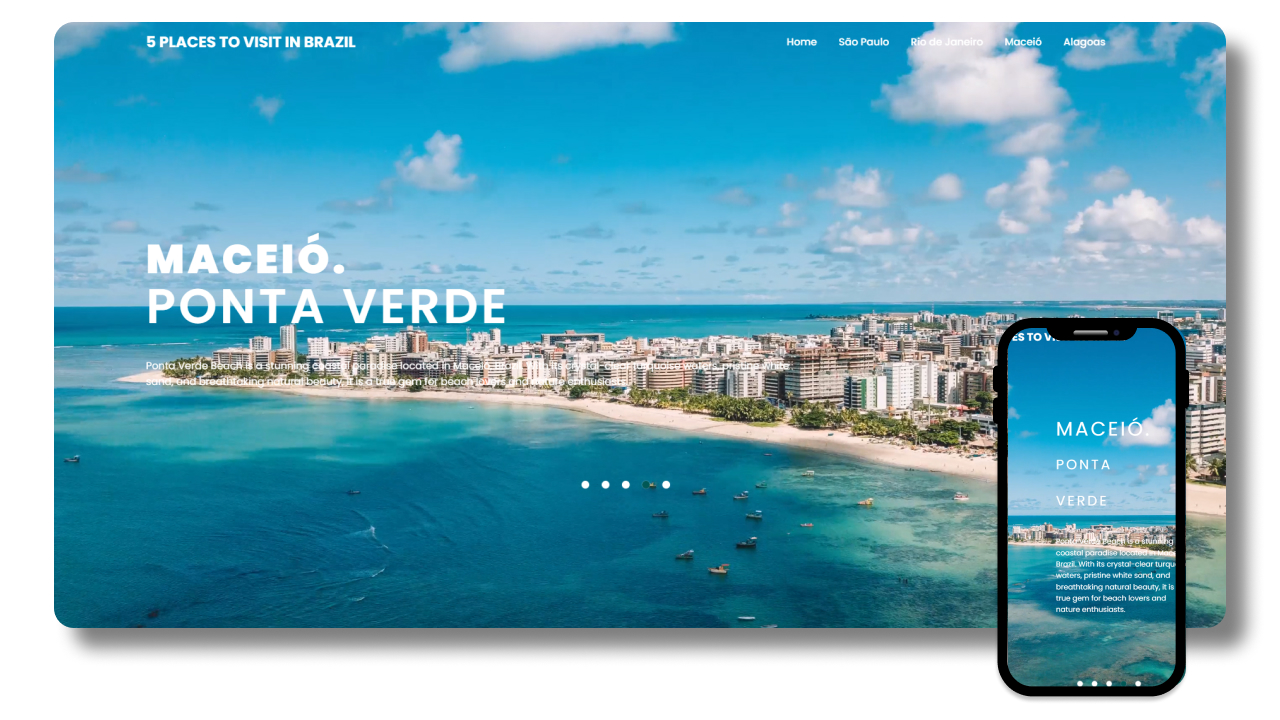 5 PLACES TO VISIT IN BRAZIL
Home São Paulo Rio de Janeiro Maceió Alagoas
MACEIÓ.
PONTA VERDE
Ponta Verde Beach is a stunning coastal paradise located in Maceió, Brazil. With its crystal-clear turquoise waters, pristine white
sand, and breathtaking natural beauty, it is a true gem for beach lovers and nature enthusiasts.
ES TO V
MACEIÓ.
PONTA
VERDE
Ponta Verde Beach is a stunning
coastal paradise located in Mace
Brazil. With its crystal-clear turqu
waters, pristine white sand, and
breathtaking natural beauty, it is
true gem for beach lovers and
nature enthusiasts.